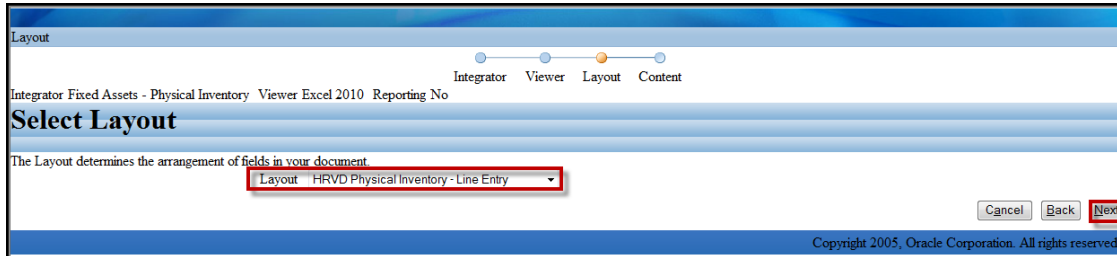 Layout
Integrator Viewer Layout Content
Integrator Fixed Assets - Physical Inventory Viewer Excel 2010 Reporting No
Select Layout
The Layout determines the arrangement of fields in your document.
Layout HRVD Physical Inventory - Line Entry
Cancel Back Next
Copyright 2005, Oracle Corporation. All rights reserved